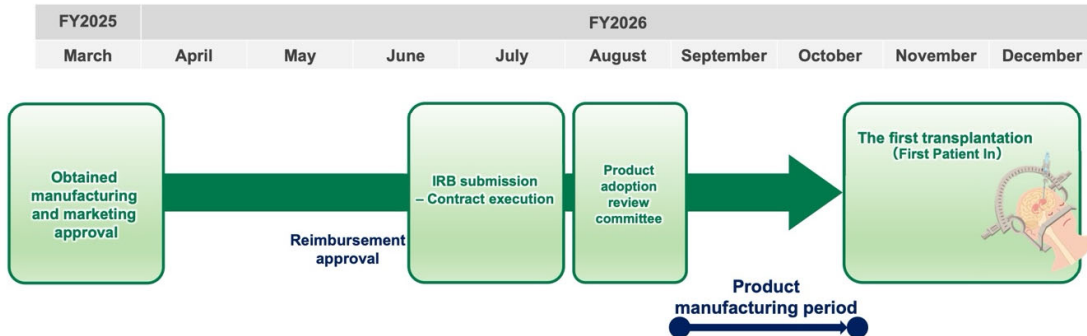 FY2025 FY2026
March April May June July August September October November December
Obtained
manufacturing
and marketing
approval
Reimbursement
approval
IRB submission
– Contract execution
Product
adoption
review
committee
The first transplantation
(First Patient In)
Product
manufacturing period